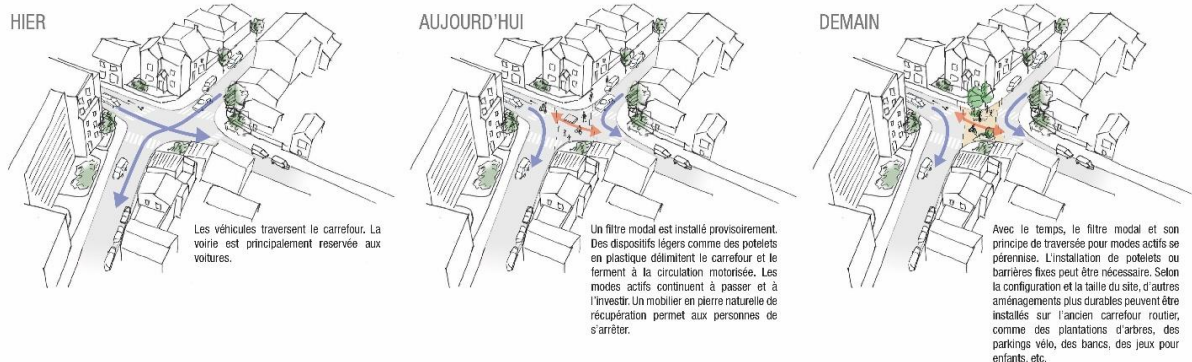 HIER
Les véhicules traversent le carrefour. La
voirie est principalement reservée aux
voitures.
AUJOURD'HUI
Un filtre modal est installé provisoirement.
Des dispositifs légers comme des potelets
en plastique délimitent le carrefour et le
ferment à la circulation motorisée. Les
modes actifs continuent à passer et à
l'investir. Un mobilier en pierre naturelle de
récupération permet aux personnes de
s'arrêter.
DEMAIN
Avec le temps, le filtre modal et son
principe de traversée pour modes actifs se
pérennise. L'installation de potelets ou
barrières fixes peut être nécessaire. Selon
la configuration et la taille du site, d'autres
aménagements plus durables peuvent être
installés sur l'ancien carrefour routier,
comme des plantations d'arbres, des
parkings vélo, des bancs, des jeux pour
enfants, etc.